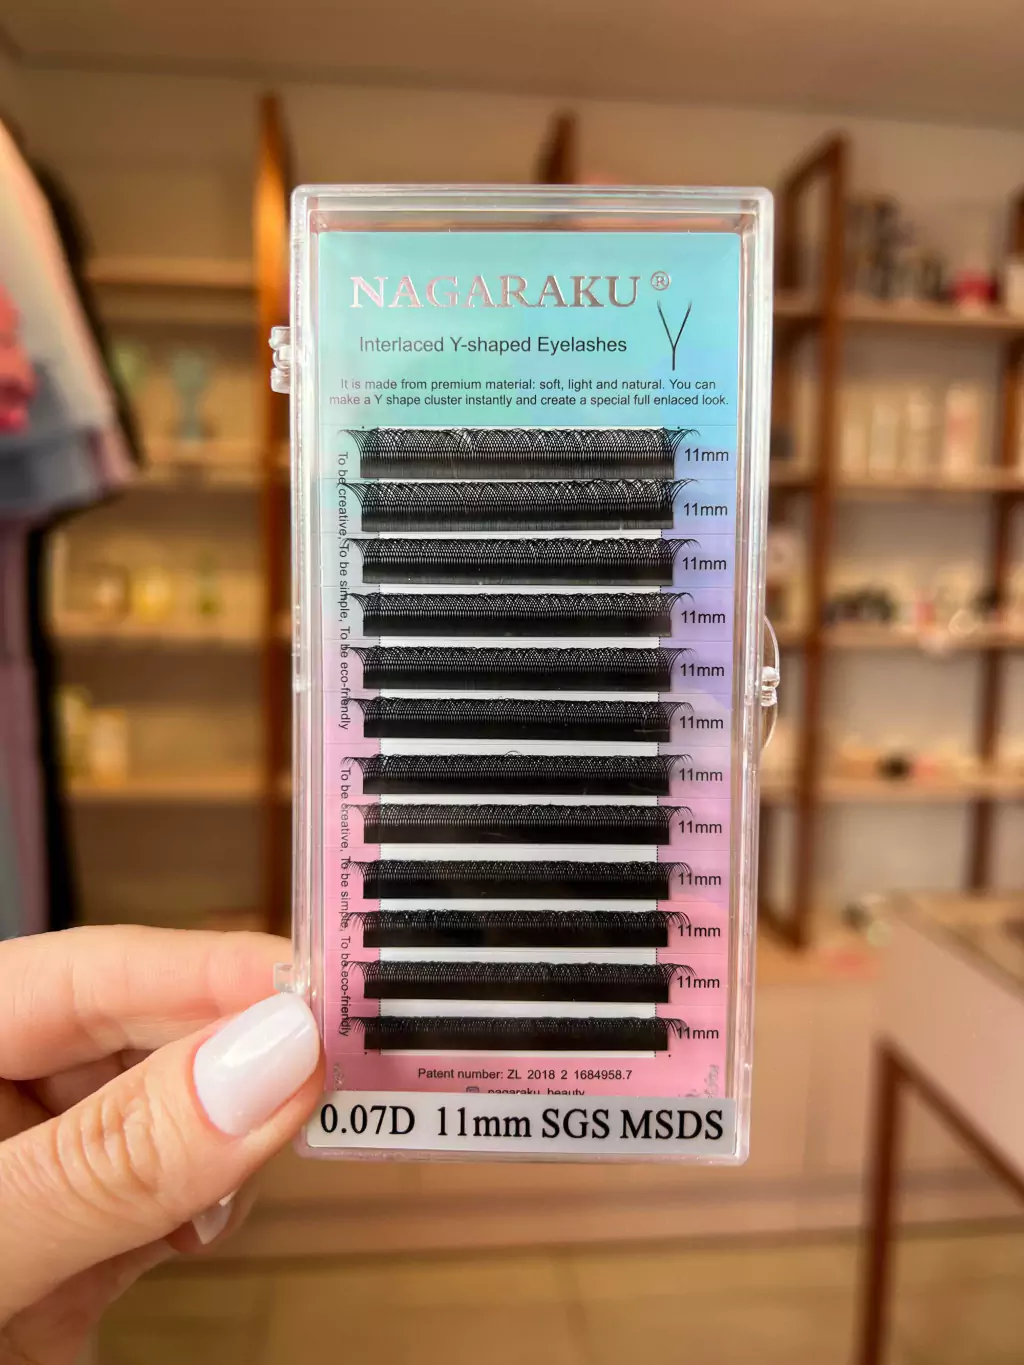 NAGARAKU®
Interlaced Y-shaped Eyelashes
It is made from premium material: soft, light and natural. You can
make a Y shape cluster instantly and create a special full enlaced look.
11mm
11mm
11mm
11mm
11mm
11mm
11mm
11mm
11mm
11mm
11mm
11mm
To be creative, To be simple, To be eco-friendly
To be creative, To be simple, To be eco-friendly
Patent number: ZL 2018 2 1684958.7
nagaraku_beauty
0.07D 11mm SGS MSDS